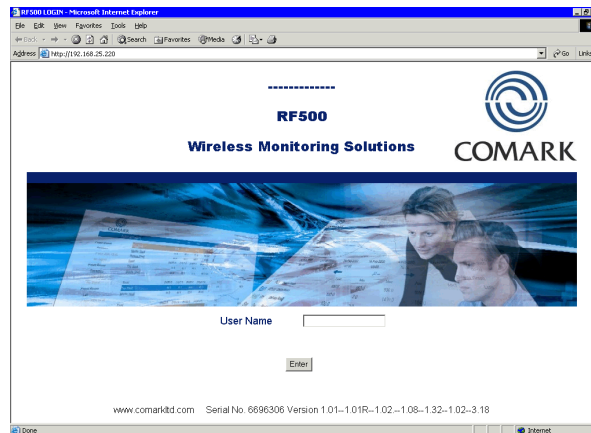 RF500 LOGIN - Microsoft Internet Explorer
File Edit View Favorites Tools Help
Back Search Favorites Media
Address http://192.168.25.220 Go Links
-------------
RF500
Wireless Monitoring Solutions
COMARK
COMARK
User Name
Enter
www.comarkltd.com Serial No. 6696306 Version 1.01--1.01R--1.02.--1.08--1.32--1.02--3.18
Done Internet